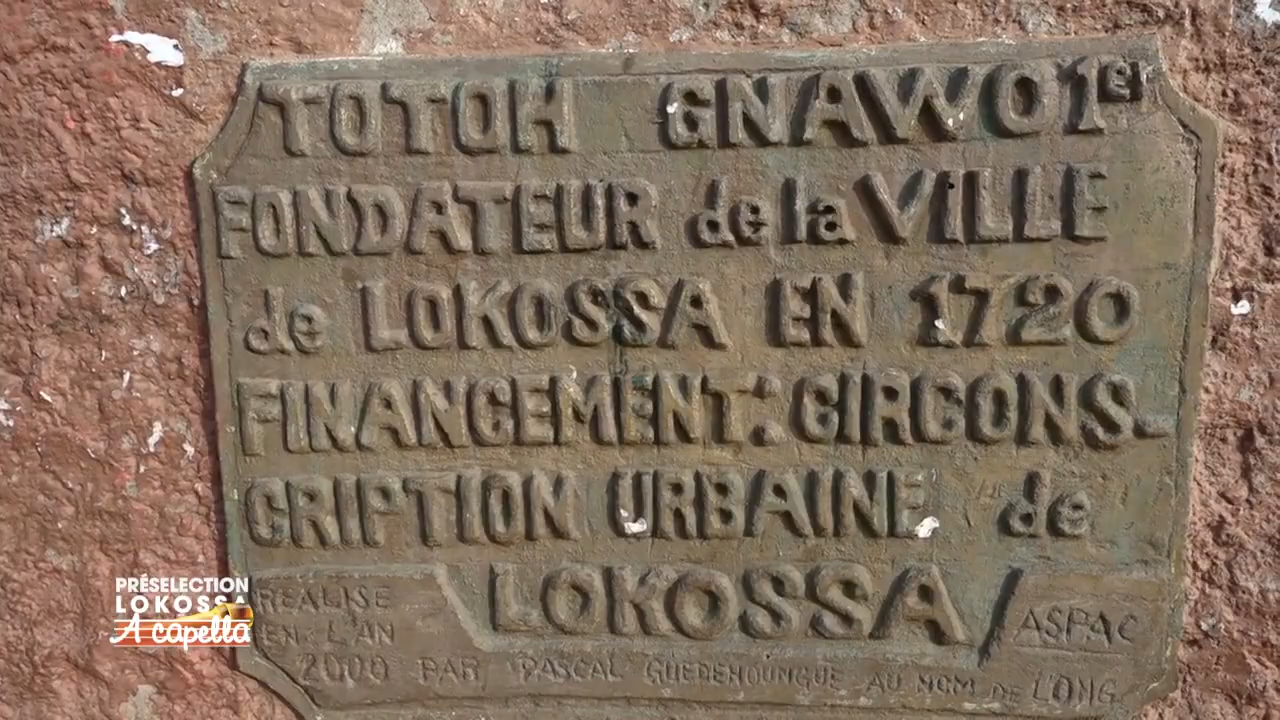 TOTOH GNAWO 1er
FONDATEUR de la VILLE
de LOKOSSA EN 1720
FINANCEMENT: CIRCONS-
CRIPTION URBAINE de
LOKOSSA
REALISE
EN L'AN
2000 PAR PASCAL GUEDEHOUNGUE AU NOM DE L'ONG
ASPAC
PRÉSELECTION
LOKOSSA
A capella